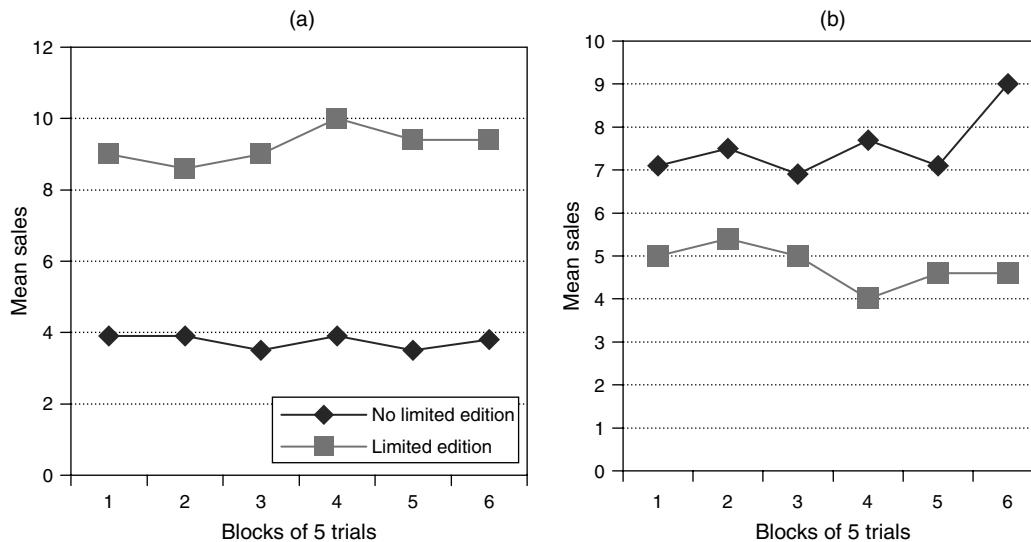 (a)
12
10
8
6
4
2
0
Mean sales
No limited edition
Limited edition
1 2 3 4 5 6
Blocks of 5 trials
(b)
10
9
8
7
6
5
4
3
2
1
0
Mean sales
1 2 3 4 5 6
Blocks of 5 trials